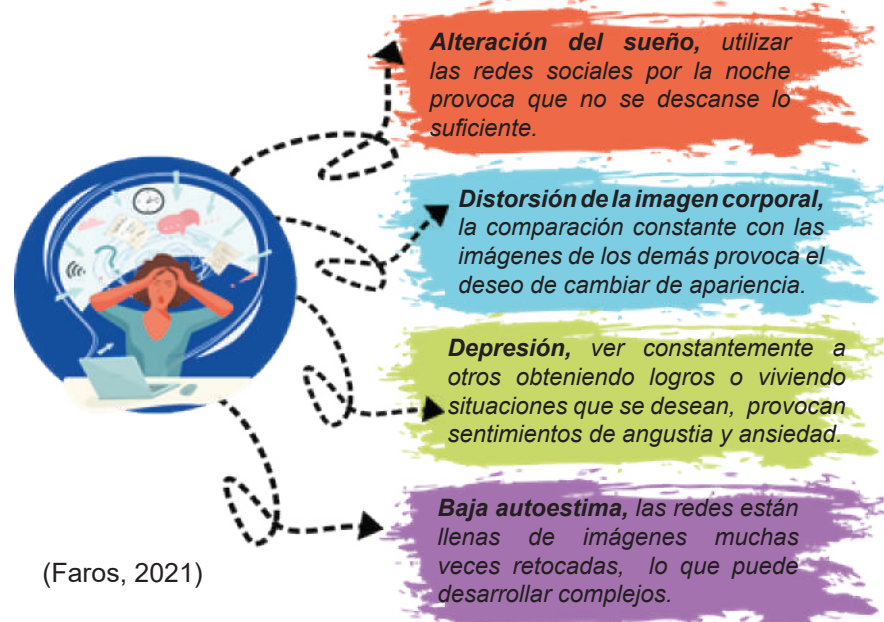 Alteración del sueño, utilizar
las redes sociales por la noche
provoca que no se descanse lo
suficiente.
Distorsión de la imagen corporal,
la comparación constante con las
imágenes de los demás provoca el
deseo de cambiar de apariencia.
Depresión, ver constantemente a
otros obteniendo logros o viviendo
situaciones que se desean, provocan
sentimientos de angustia y ansiedad.
Baja autoestima, las redes están
llenas de imágenes muchas
veces retocadas, lo que puede
desarrollar complejos.
(Faros, 2021)